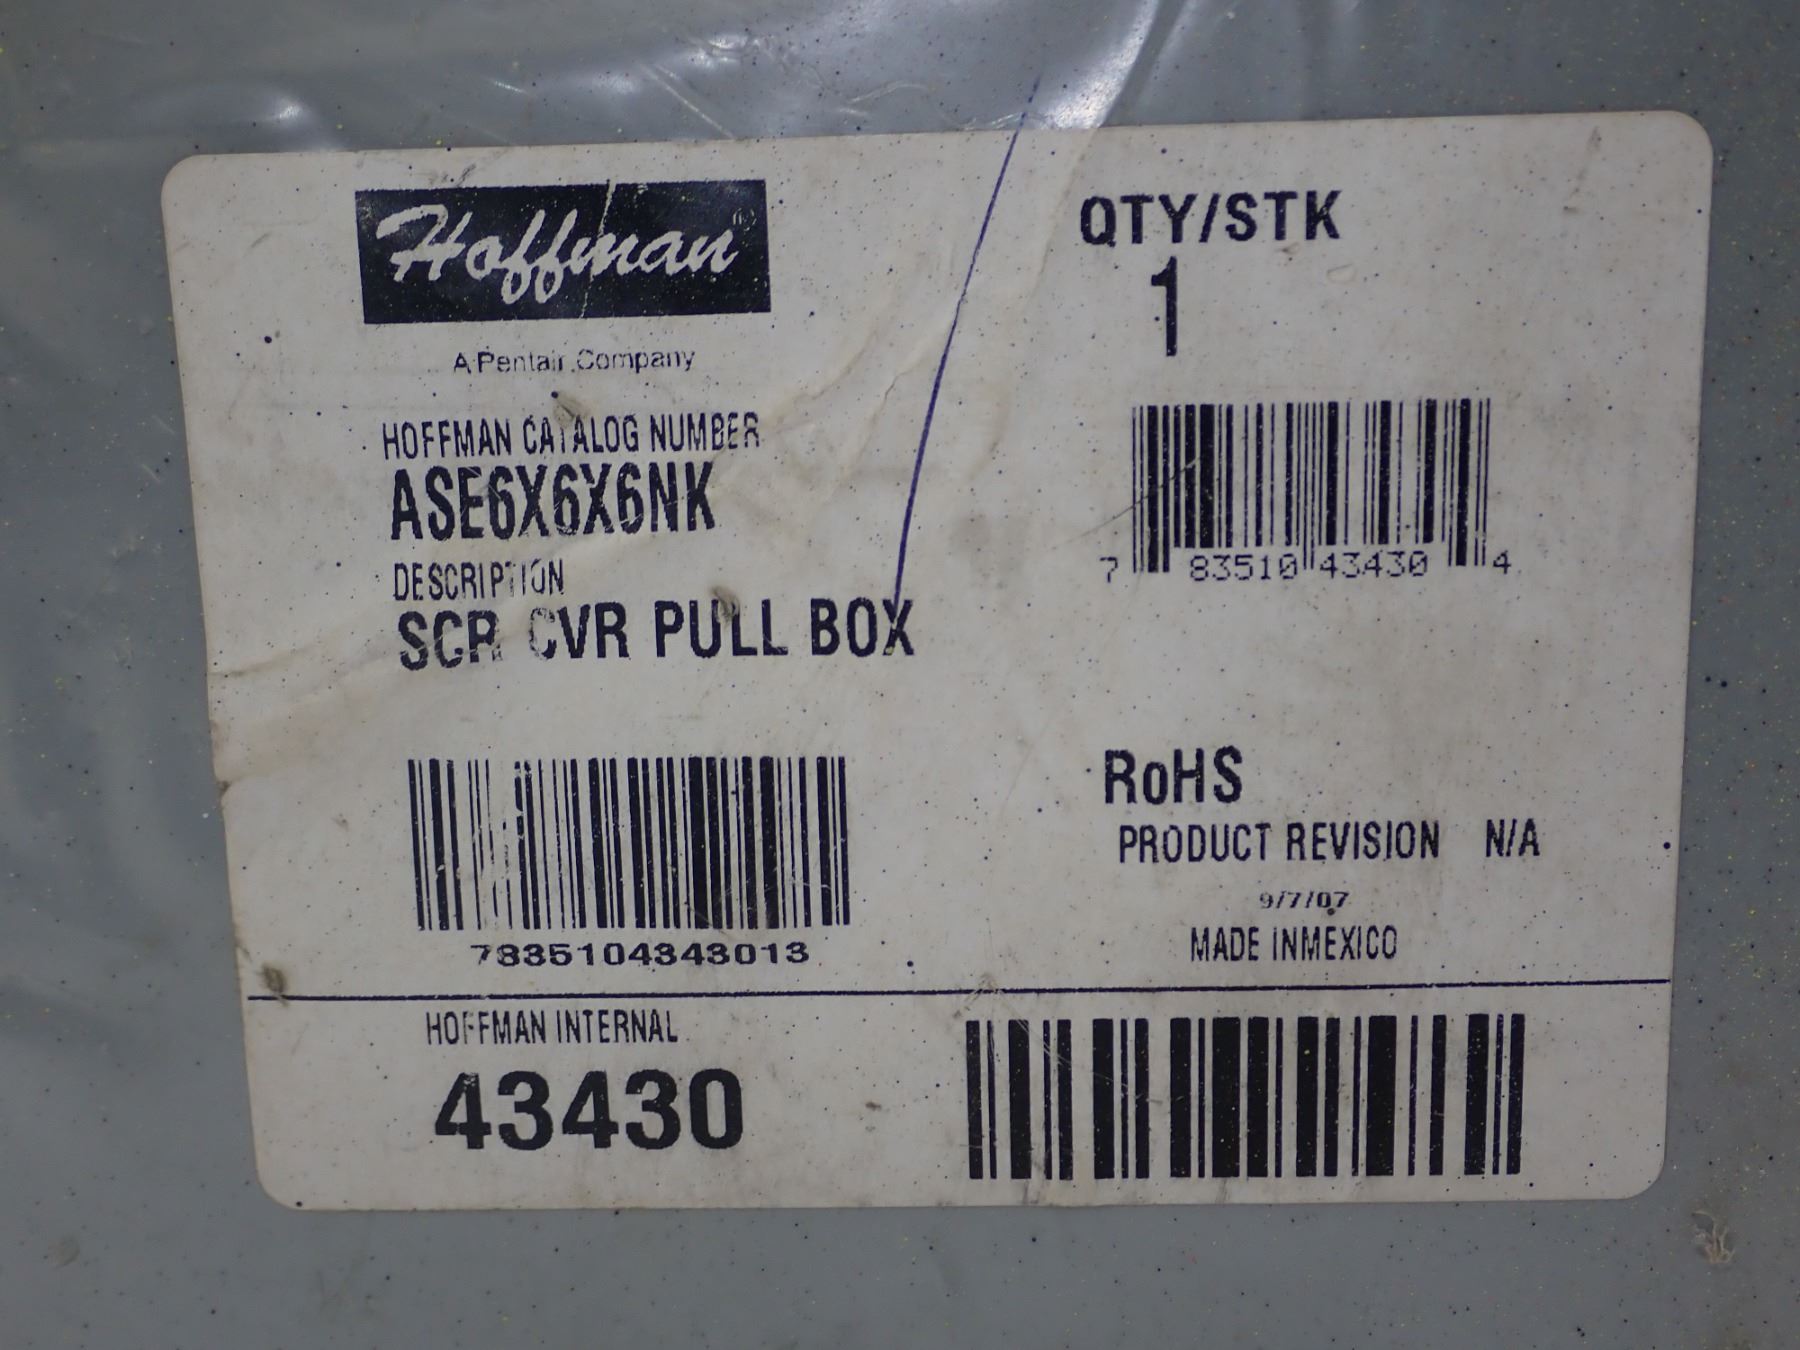 Hoffman®
A Pentair Company
HOFFMAN CATALOG NUMBER
ASE6X6X6NK
DESCRIPTION
SCR CVR PULL BOX
7835104343013
QTY/STK
1
7 83510 43430 4
RoHS
PRODUCT REVISION N/A
9/7/07
MADE INMEXICO
HOFFMAN INTERNAL
43430